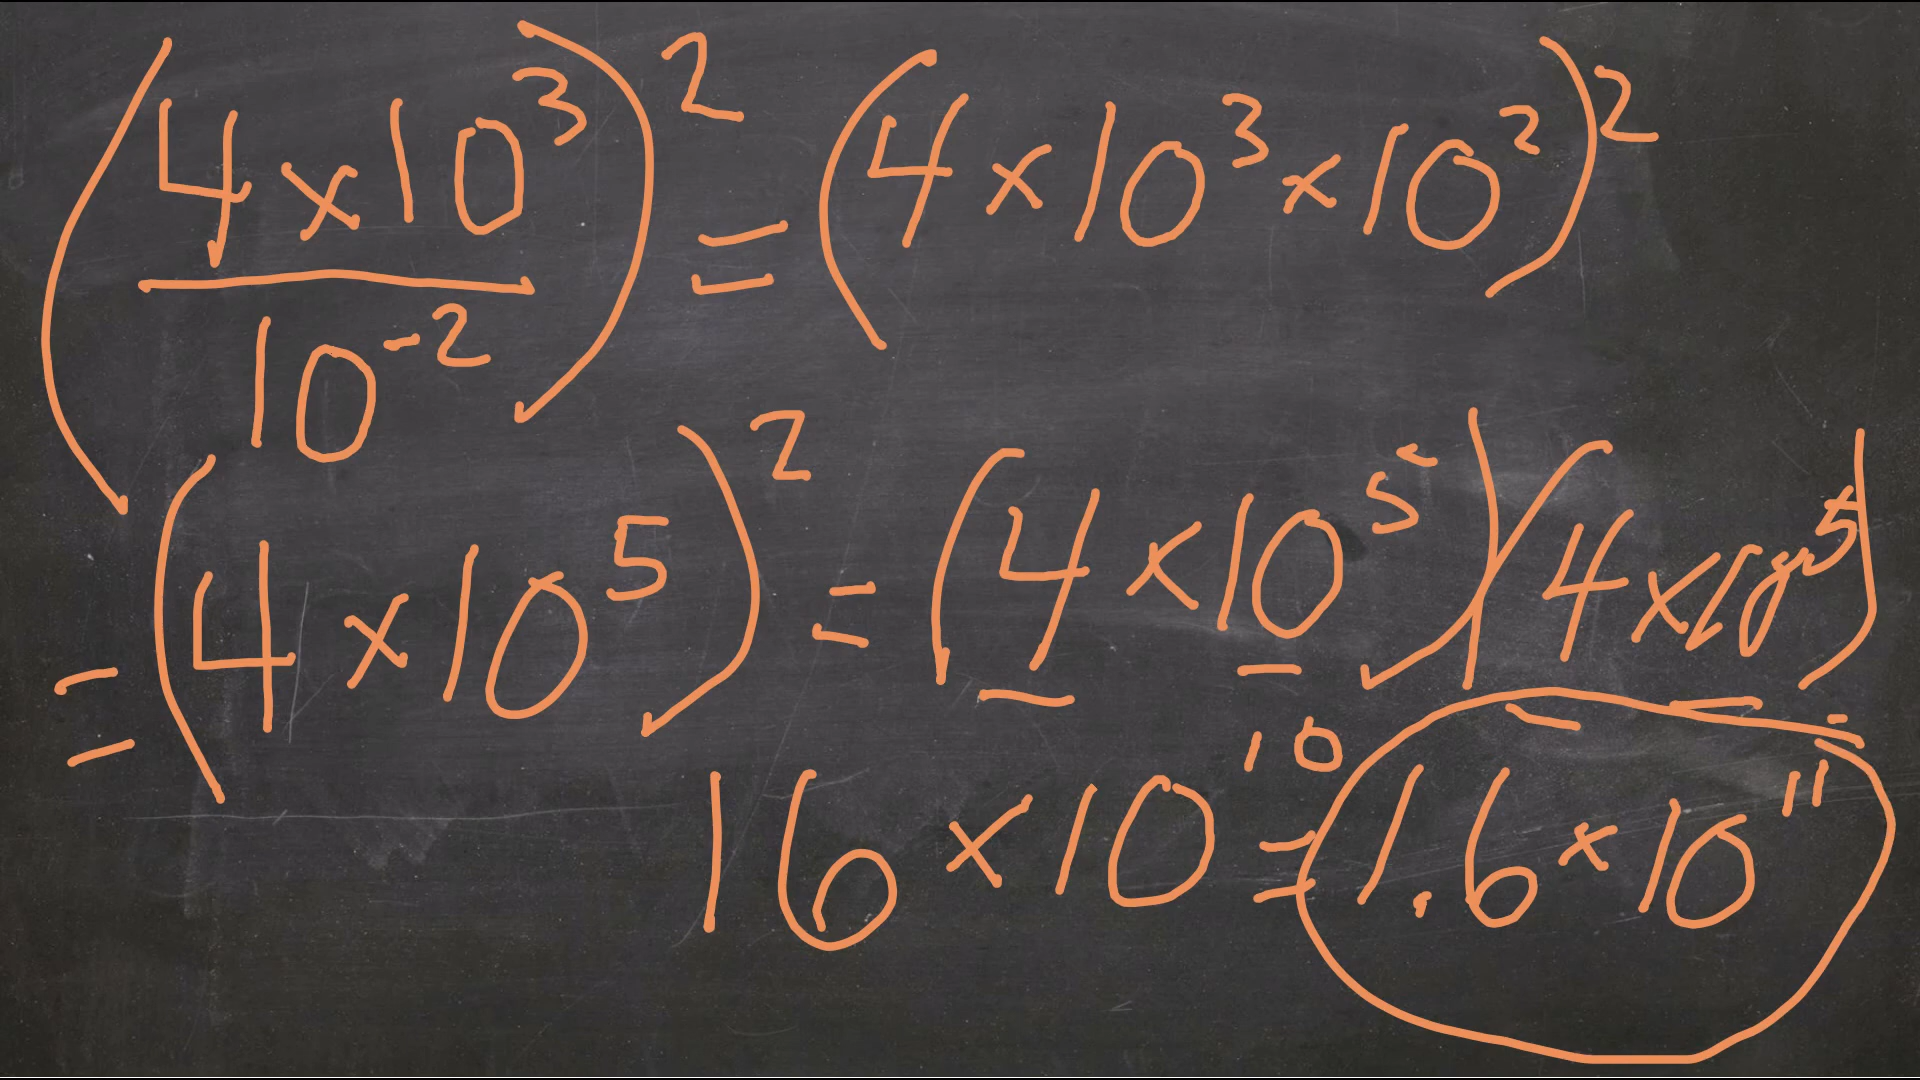 (4×10³/10⁻²)² = (4×10³×10²)²
= (4×10⁵)² = (4×10⁵)(4×10⁵)
16×10¹⁰ = 1.6×10¹¹